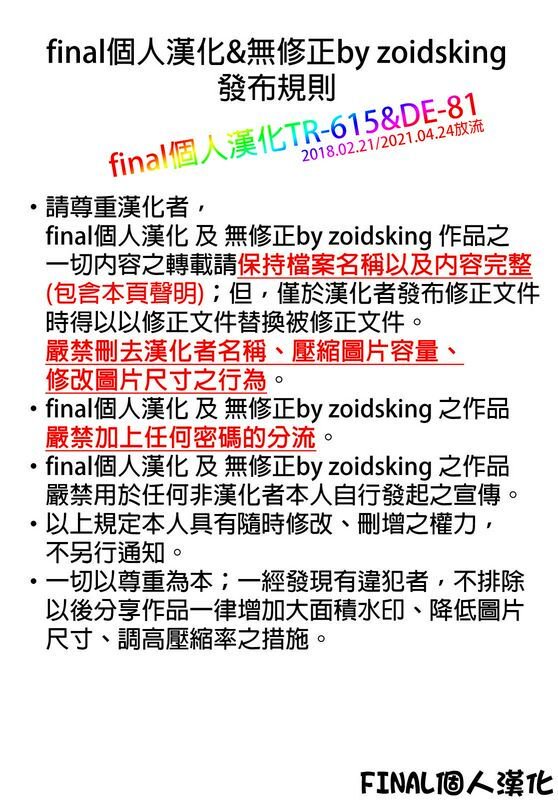 final個人漢化&無修正by zoidsking
發布規則
final個人漢化TR-615&DE-81
2018.02.21/2021.04.24放流
・請尊重漢化者，
final個人漢化 及 無修正by zoidsking 作品之
一切內容之轉載請保持檔案名稱以及內容完整
(包含本頁聲明)；但，僅於漢化者發布修正文件
時得以以修正文件替換被修正文件。
嚴禁刪去漢化者名稱、壓縮圖片容量、
修改圖片尺寸之行為。
・final個人漢化 及 無修正by zoidsking 之作品
嚴禁加上任何密碼的分流。
・final個人漢化 及 無修正by zoidsking 之作品
嚴禁用於任何非漢化者本人自行發起之宣傳。
・以上規定本人具有隨時修改、刪增之權力，
不另行通知。
・一切以尊重為本；一經發現有違犯者，不排除
以後分享作品一律增加大面積水印、降低圖片
尺寸、調高壓縮率之措施。
FINAL個人漢化